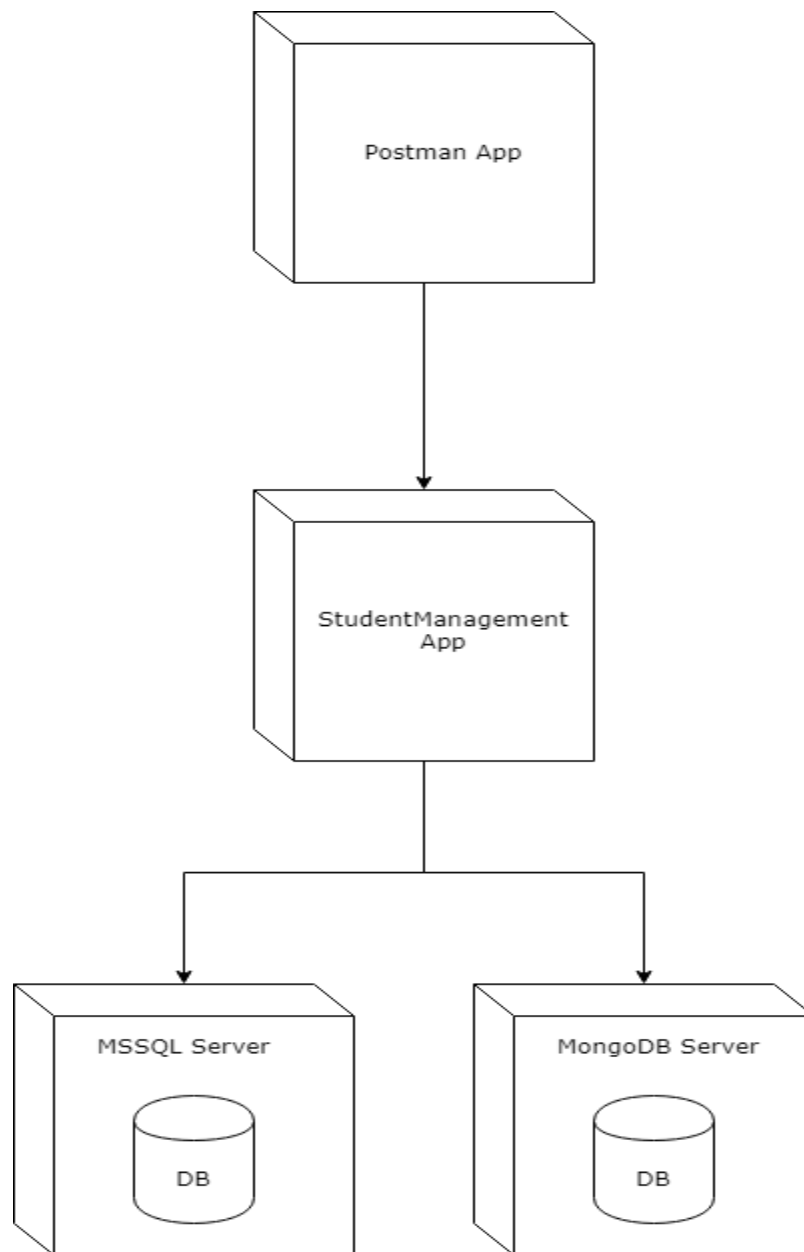 Postman App
StudentManagement
App
MSSQL Server
MongoDB Server
DB
DB